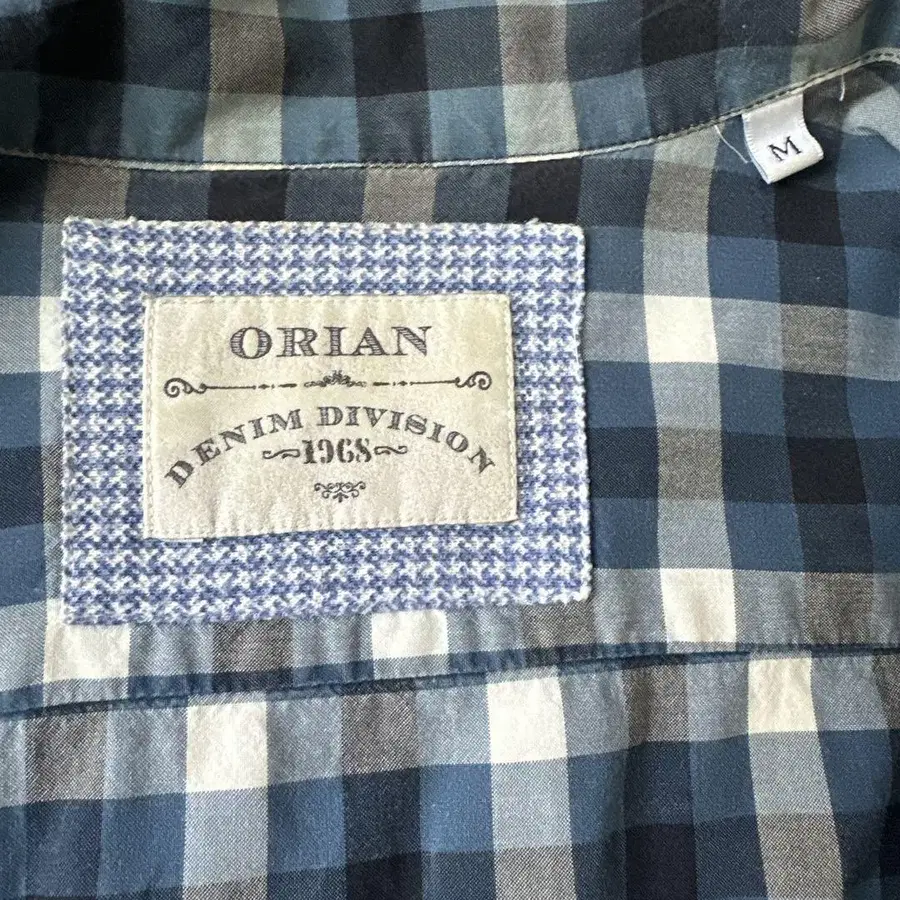 M
ORIAN
DENIM DIVISION
1968